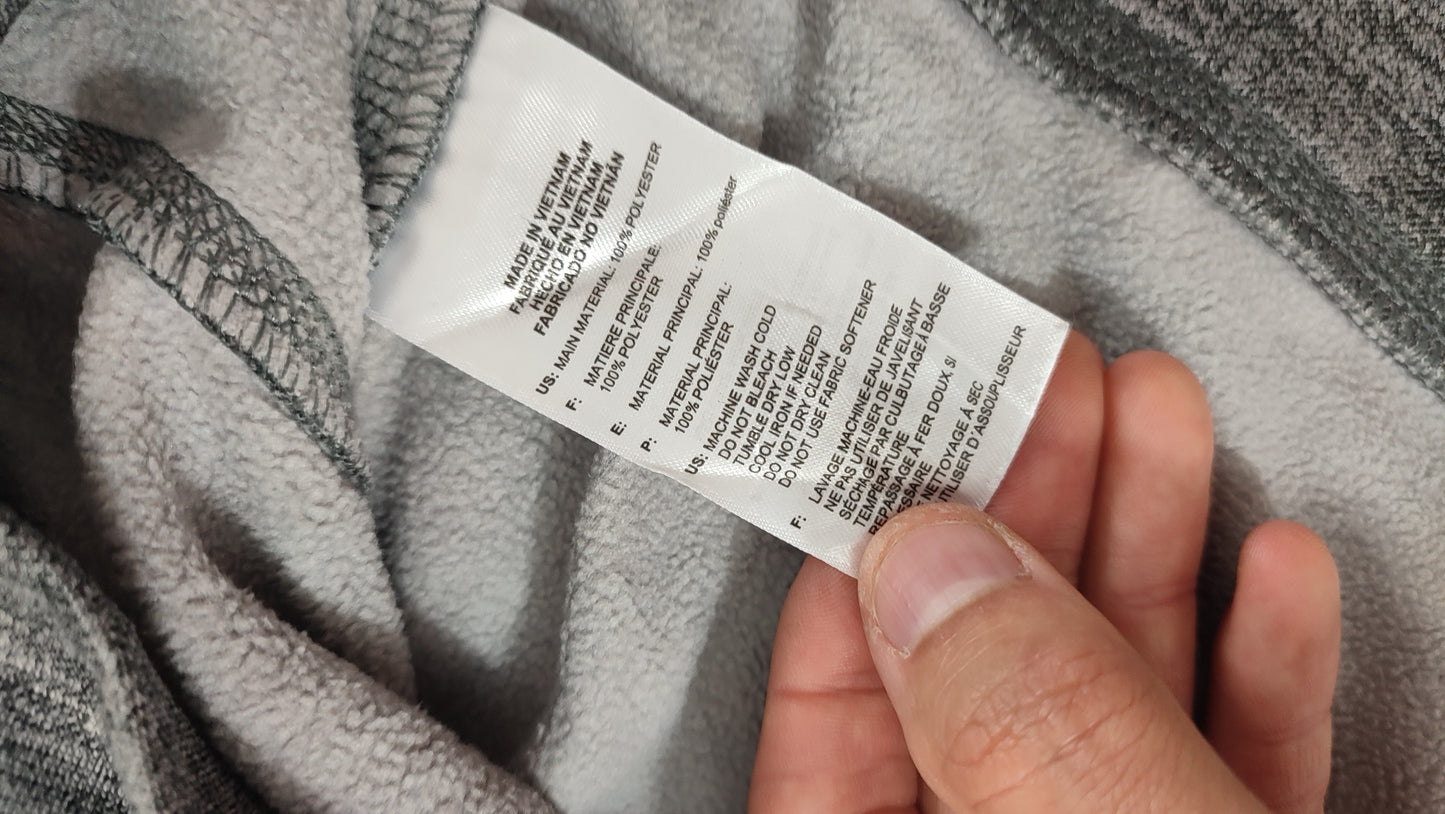 MADE IN VIETNAM
FABRIQUÉ AU VIETNAM
HECHO EN VIETNAM
FABRICADO NO VIETNÁN
US: MAIN MATERIAL: 100% POLYESTER
F: MATIERE PRINCIPALE:
100% POLYESTER
E: MATERIAL PRINCIPAL: 100% poliéster
P: MATERIAL PRINCIPAL:
100% POLIÉSTER
US: MACHINE WASH COLD
DO NOT BLEACH
TUMBLE DRY LOW
COOL IRON IF NEEDED
DO NOT DRY CLEAN
DO NOT USE FABRIC SOFTENER
F: LAVAGE MACHINE-EAU FROIDE
NE PAS UTILISER DE JAVELISANT
SÉCHAGE PAR CULBUTAGE BASSE
TEMPÉRATURE
REPASSAGE À FER DOUX SI
ESSAIRE
NETTOYAGE À SEC
UTILISER D'ASSOUPLISSEUR